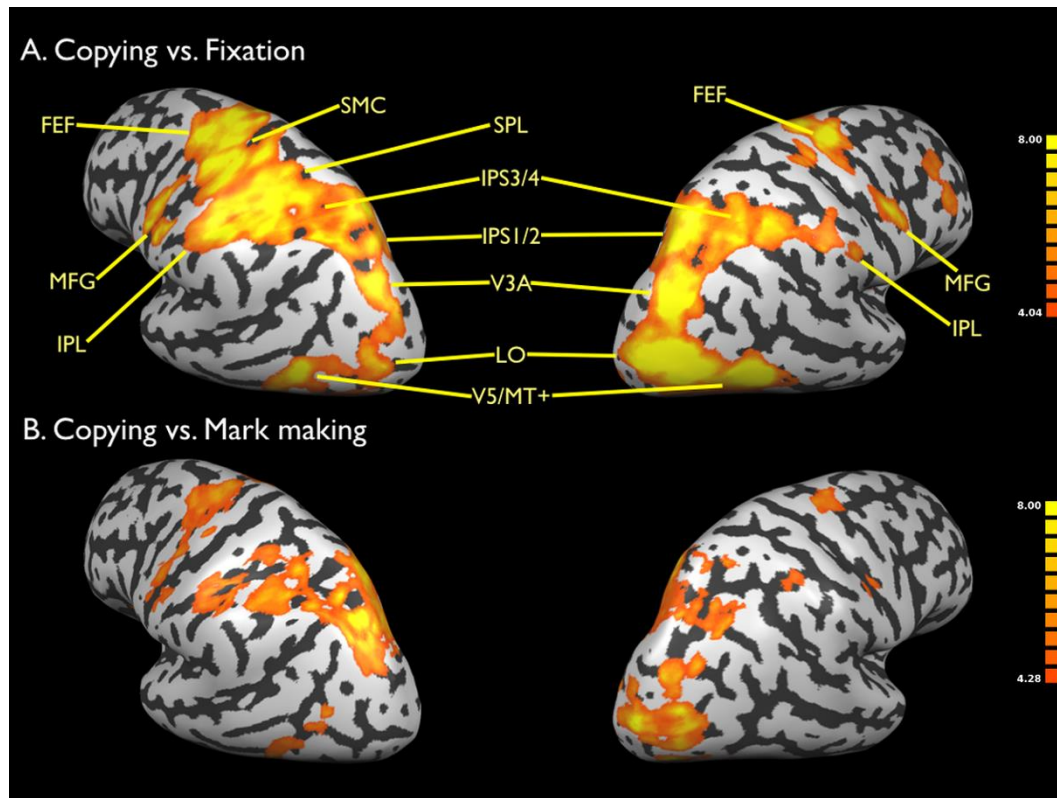 A. Copying vs. Fixation
FEF
SMC
SPL
FEF
8.00
IPS3/4
IPS1/2
MFG
V3A
MFG
4.04
IPL
IPL
LO
V5/MT+
B. Copying vs. Mark making
8.00
4.28